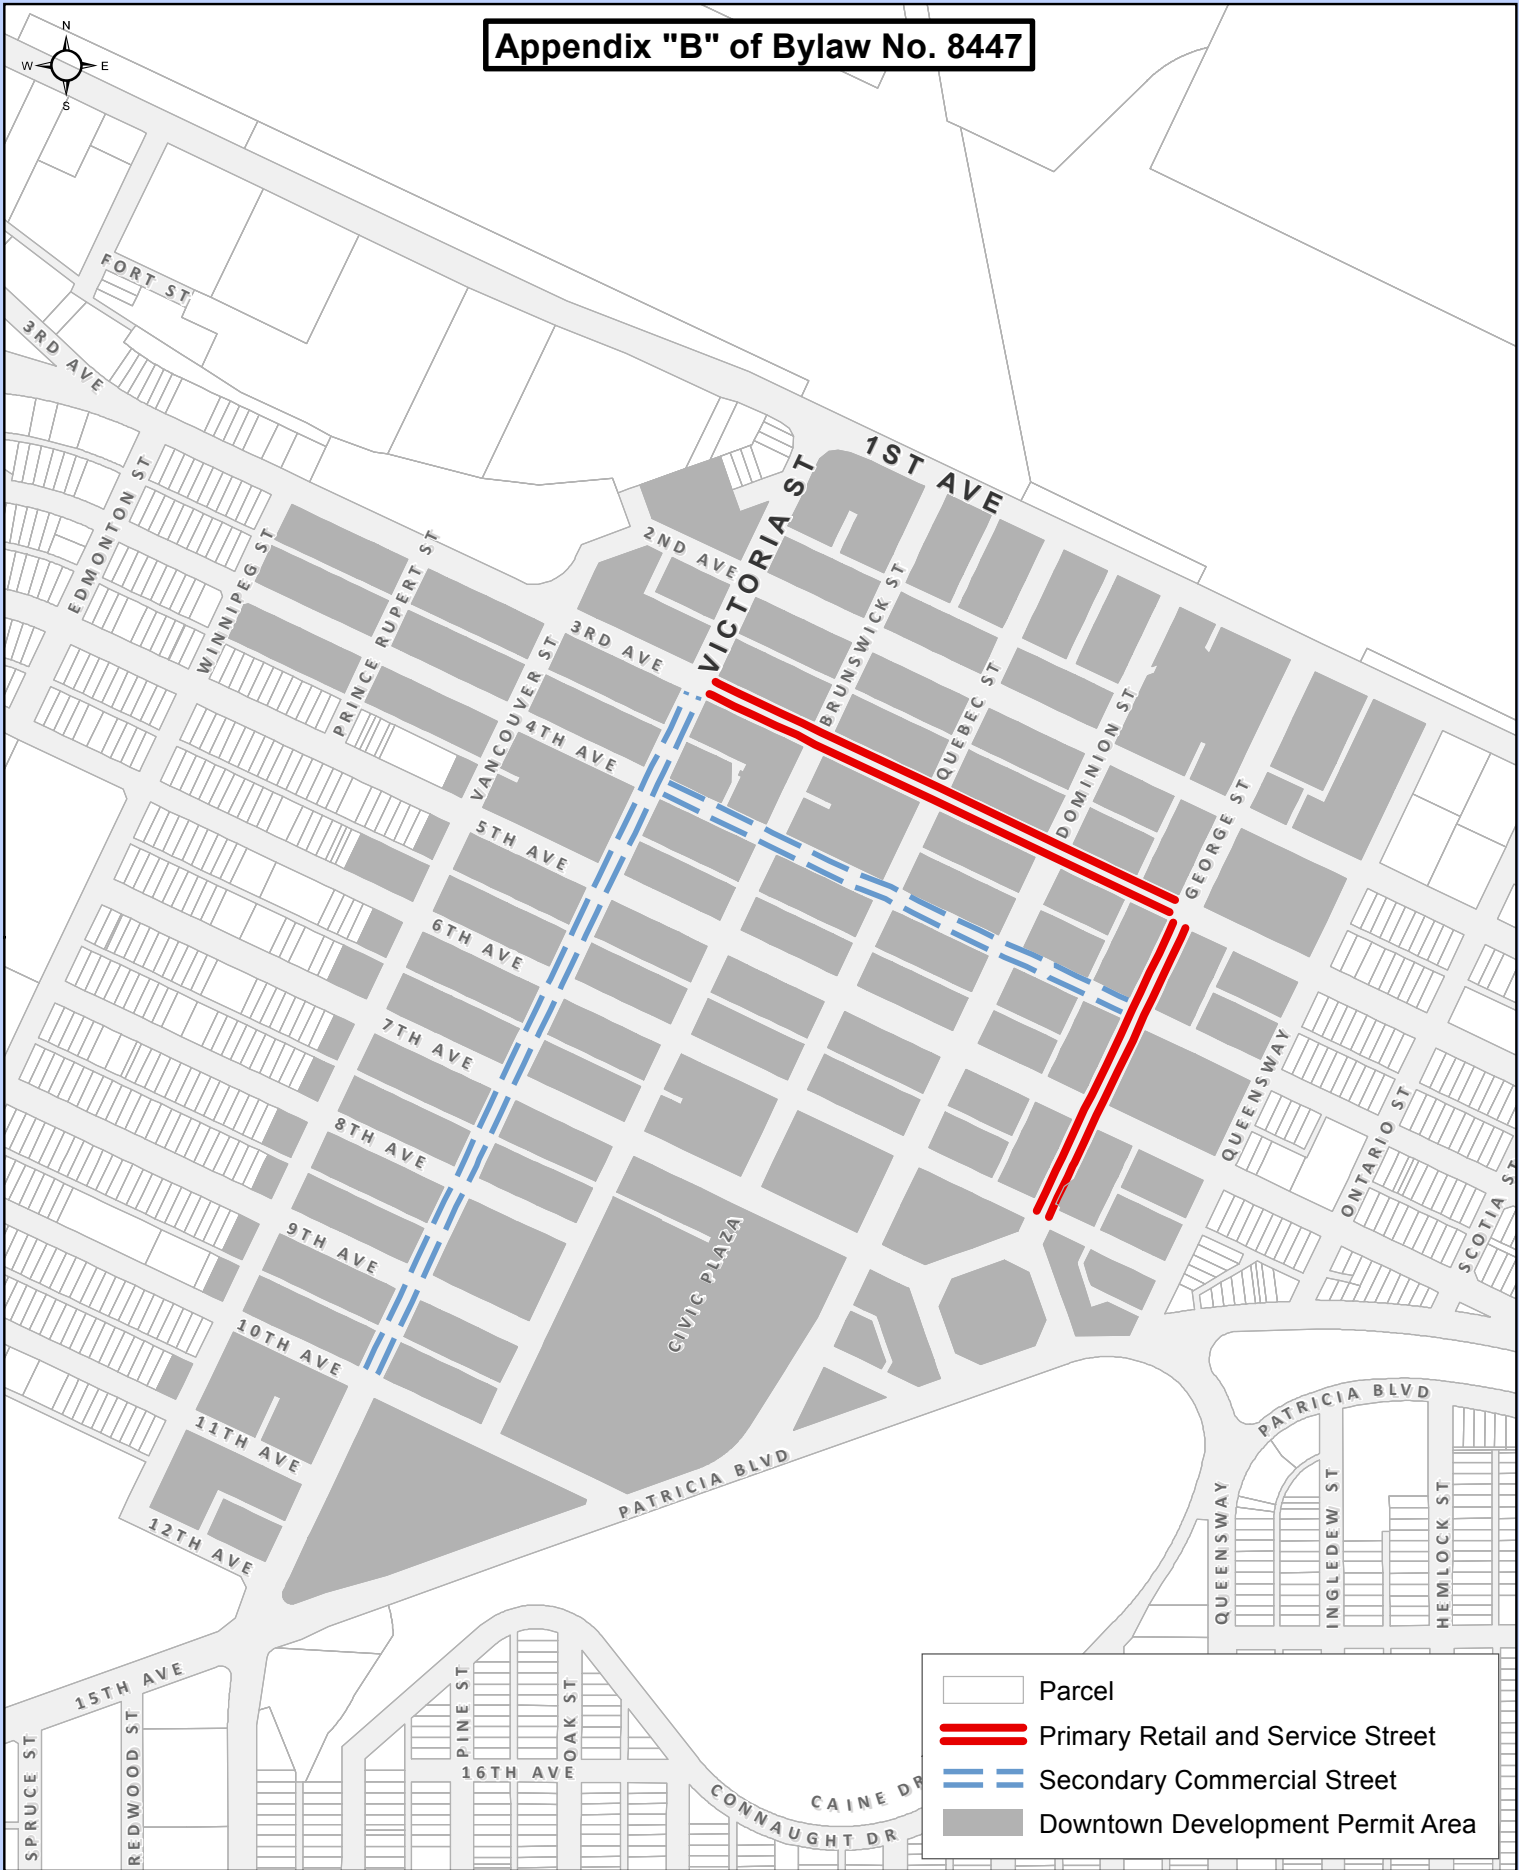 Appendix "B" of Bylaw No. 8447
N
W E
S
FORT ST
3RD AVE
1ST AVE
VICTORIA ST
EDMONTON ST
WINNIPEG ST
PRINCE RUPERT ST
2ND AVE
BRUNSWICK ST
3RD AVE
VANCOUVER ST
QUEBEC ST
DOMINION ST
4TH AVE
GEORGE ST
5TH AVE
6TH AVE
7TH AVE
QUEENSWAY
8TH AVE
ONTARIO ST
SCOTIA ST
9TH AVE
CIVIC PLAZA
10TH AVE
PATRICIA BLVD
11TH AVE
PATRICIA BLVD
12TH AVE
QUEENSWAY
INGLEDEW ST
HEMLOCK ST
15TH AVE
SPRUCE ST
REDWOOD ST
PINE ST
OAK ST
16TH AVE
CONNAUGHT DR
CAINE DR
Parcel
Primary Retail and Service Street
Secondary Commercial Street
Downtown Development Permit Area